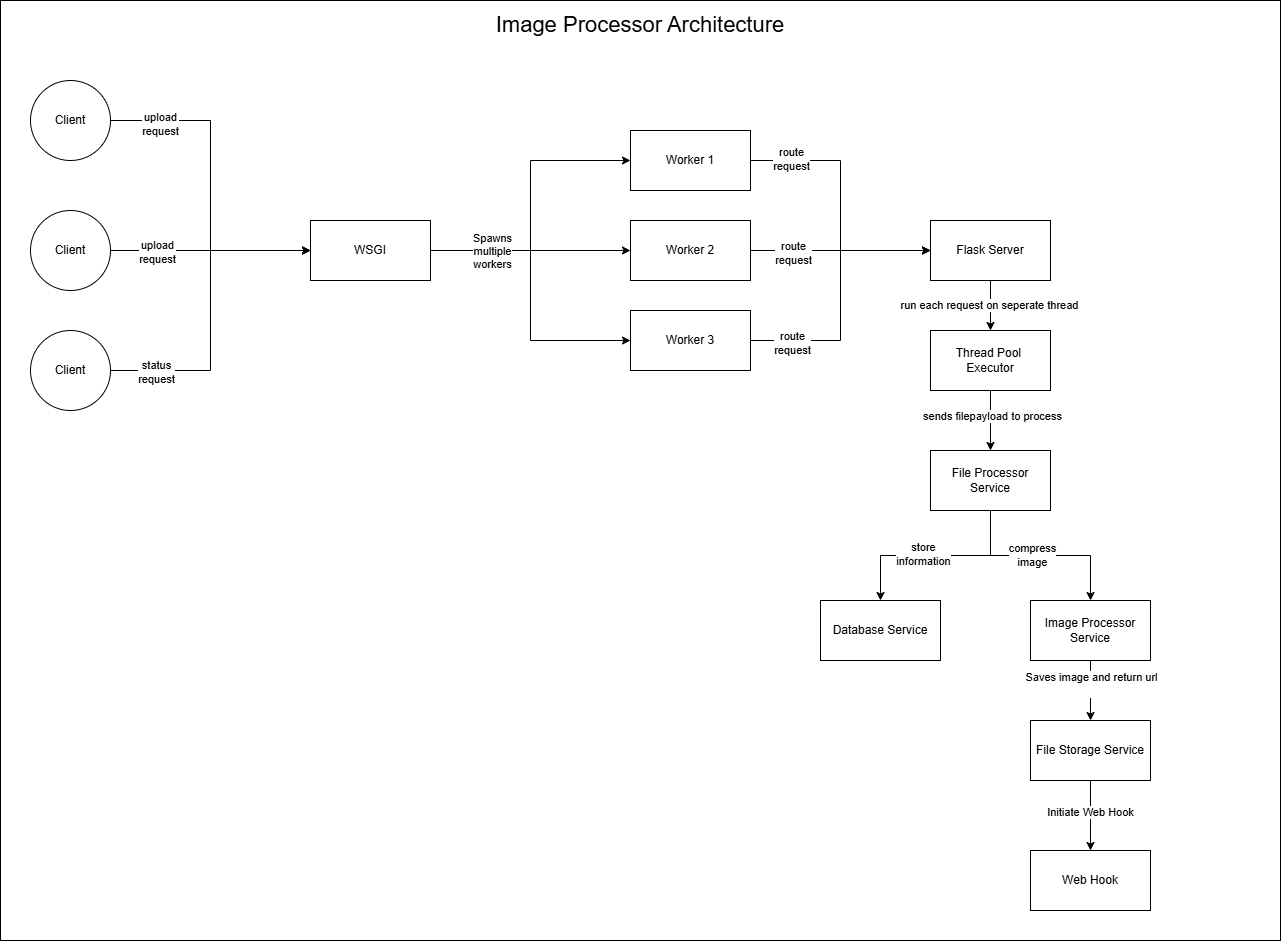 Image Processor Architecture
Client
upload
request
Client
upload
request
Client
status
request
WSGI
Spawns
multiple
workers
Worker 1
route
request
Worker 2
route
request
Worker 3
route
request
Flask Server
run each request on seperate thread
Thread Pool
Executor
sends filepayload to process
File Processor
Service
store
information
compress
image
Database Service
Image Processor
Service
Saves image and return url
File Storage Service
Initiate Web Hook
Web Hook